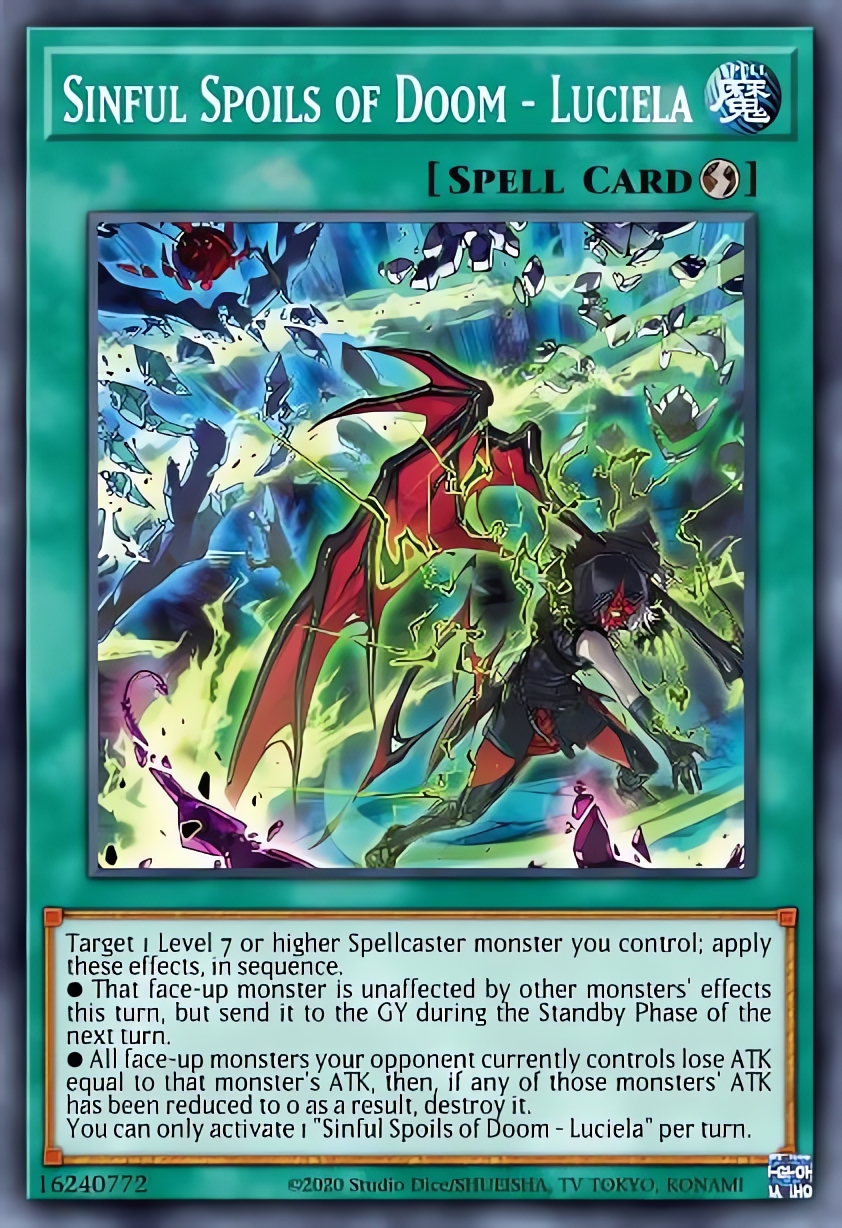 SINFUL SPOILS OF DOOM - LUCIELA
魔
[SPELL CARD]
Target 1 Level 7 or higher Spellcaster monster you control; apply
these effects, in sequence.
● That face-up monster is unaffected by other monsters' effects
this turn, but send it to the GY during the Standby Phase of the
next turn.
● All face-up monsters your opponent currently controls lose ATK
equal to that monster's ATK, then, if any of those monsters' ATK
has been reduced to 0 as a result, destroy it.
You can only activate 1 "Sinful Spoils of Doom - Luciela" per turn.
16240772
©2020 Studio Dice/SHUEISHA, TV TOKYO, KONAMI